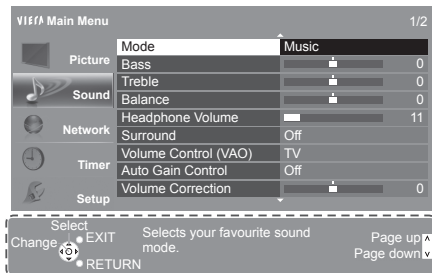 VIErA Main Menu 1/2
Picture
Sound
Network
Timer
Setup
Mode Music
Bass 0
Treble 0
Balance 0
Headphone Volume 11
Surround Off
Volume Control (VAO) TV
Auto Gain Control Off
Volume Correction 0
Select
Change
EXIT
RETURN
Selects your favourite sound
mode.
Page up
Page down